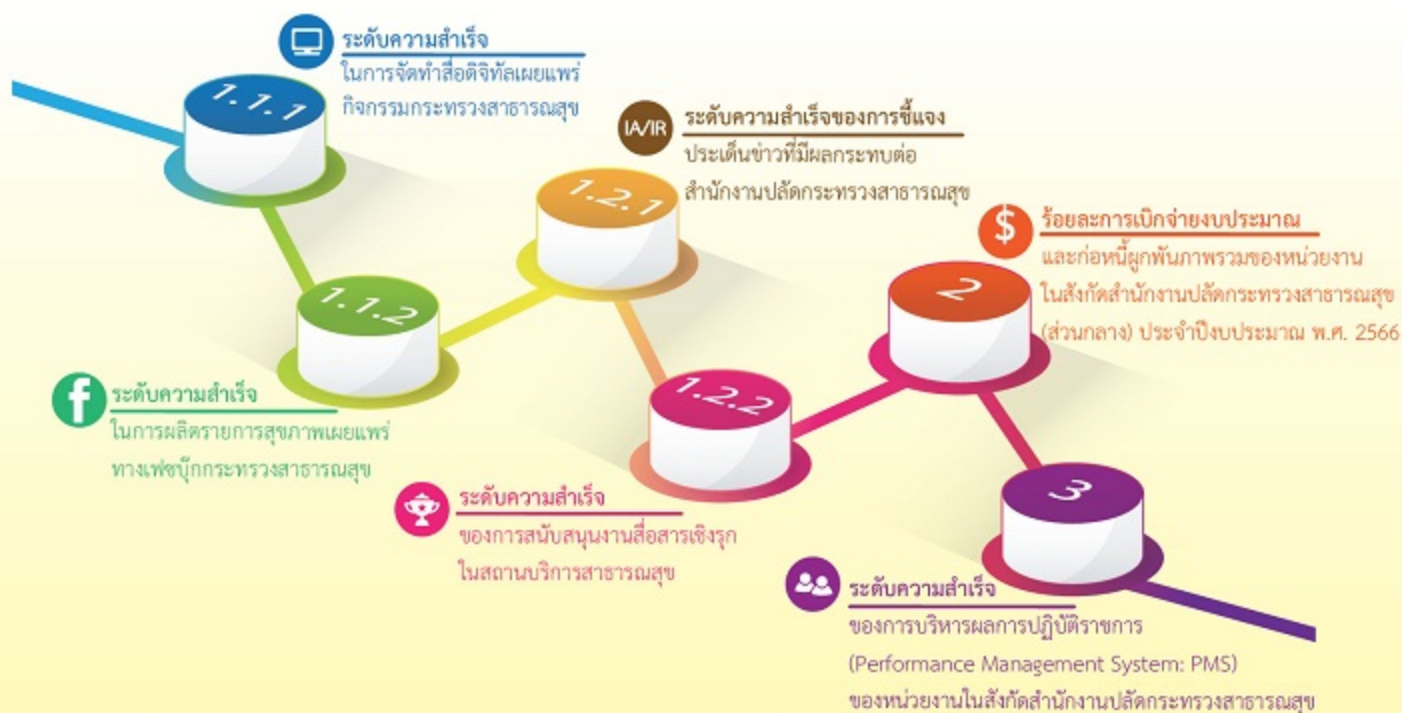 1.1.1
ระดับความสำเร็จ
ในการจัดทำสื่อดิจิทัลเผยแพร่
กิจกรรมกระทรวงสาธารณสุข
1.1.2
f
ระดับความสำเร็จ
ในการผลิตรายการสุขภาพเผยแพร่
ทางเฟซบุ๊กกระทรวงสาธารณสุข
1.2.1
IA/IR
ระดับความสำเร็จของการชี้แจง
ประเด็นข่าวที่มีผลกระทบต่อ
สำนักงานปลัดกระทรวงสาธารณสุข
1.2.2
ระดับความสำเร็จ
ของการสนับสนุนงานสื่อสารเชิงรุก
ในสถานบริการสาธารณสุข
2
$
ร้อยละการเบิกจ่ายงบประมาณ
และก่อหนี้ผูกพันภาพรวมของหน่วยงาน
ในสังกัดสำนักงานปลัดกระทรวงสาธารณสุข
(ส่วนกลาง) ประจำปีงบประมาณ พ.ศ. 2566
3
ระดับความสำเร็จ
ของการบริหารผลการปฏิบัติราชการ
(Performance Management System: PMS)
ของหน่วยงานในสังกัดสำนักงานปลัดกระทรวงสาธารณสุข